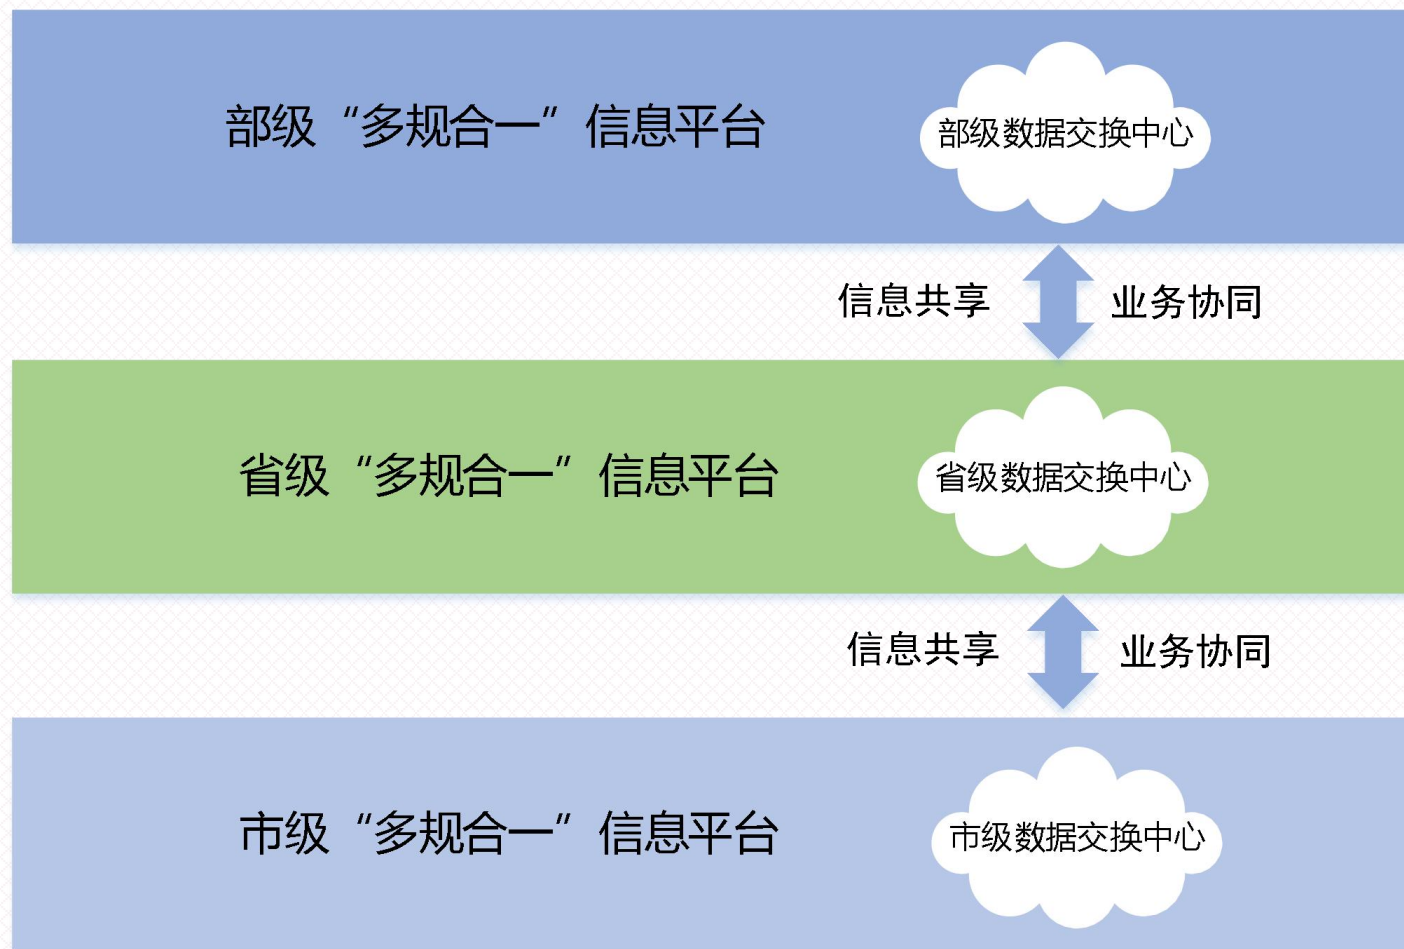 部级“多规合一”信息平台
部级数据交换中心
信息共享
业务协同
省级“多规合一”信息平台
省级数据交换中心
信息共享
业务协同
市级“多规合一”信息平台
市级数据交换中心